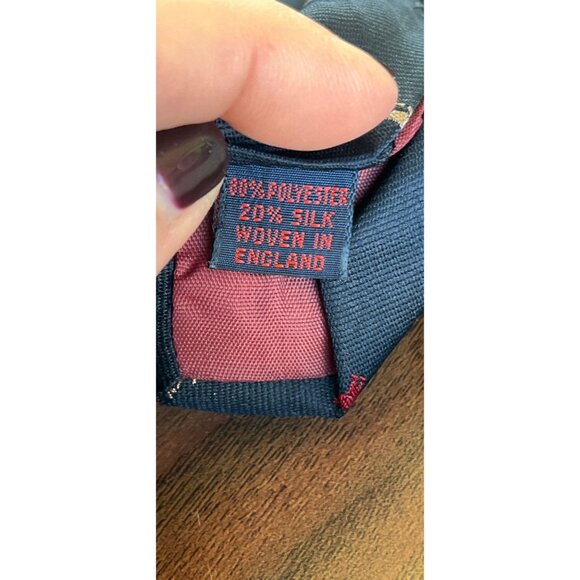 80% POLYESTER
20% SILK
WOVEN IN
ENGLAND